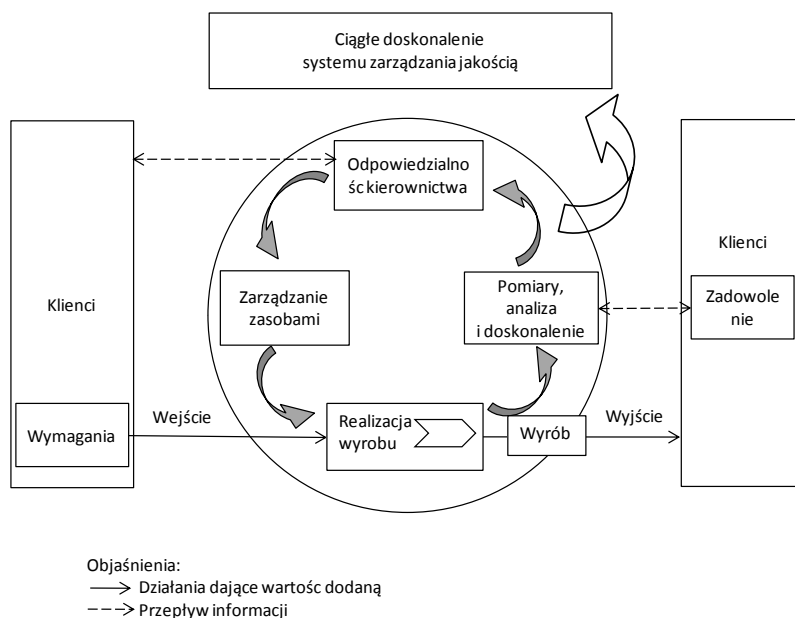 Ciągłe doskonalenie
systemu zarządzania jakością
Odpowiedzialno
śc kierownictwa
Klienci
Zarządzanie
zasobami
Pomiary,
analiza
i doskonalenie
Klienci
Zadowole
nie
Wymagania
Wejście
Realizacja
wyrobu
Wyrób
Wyjście
Objaśnienia:
Działania dające wartośc dodaną
Przepływ informacji